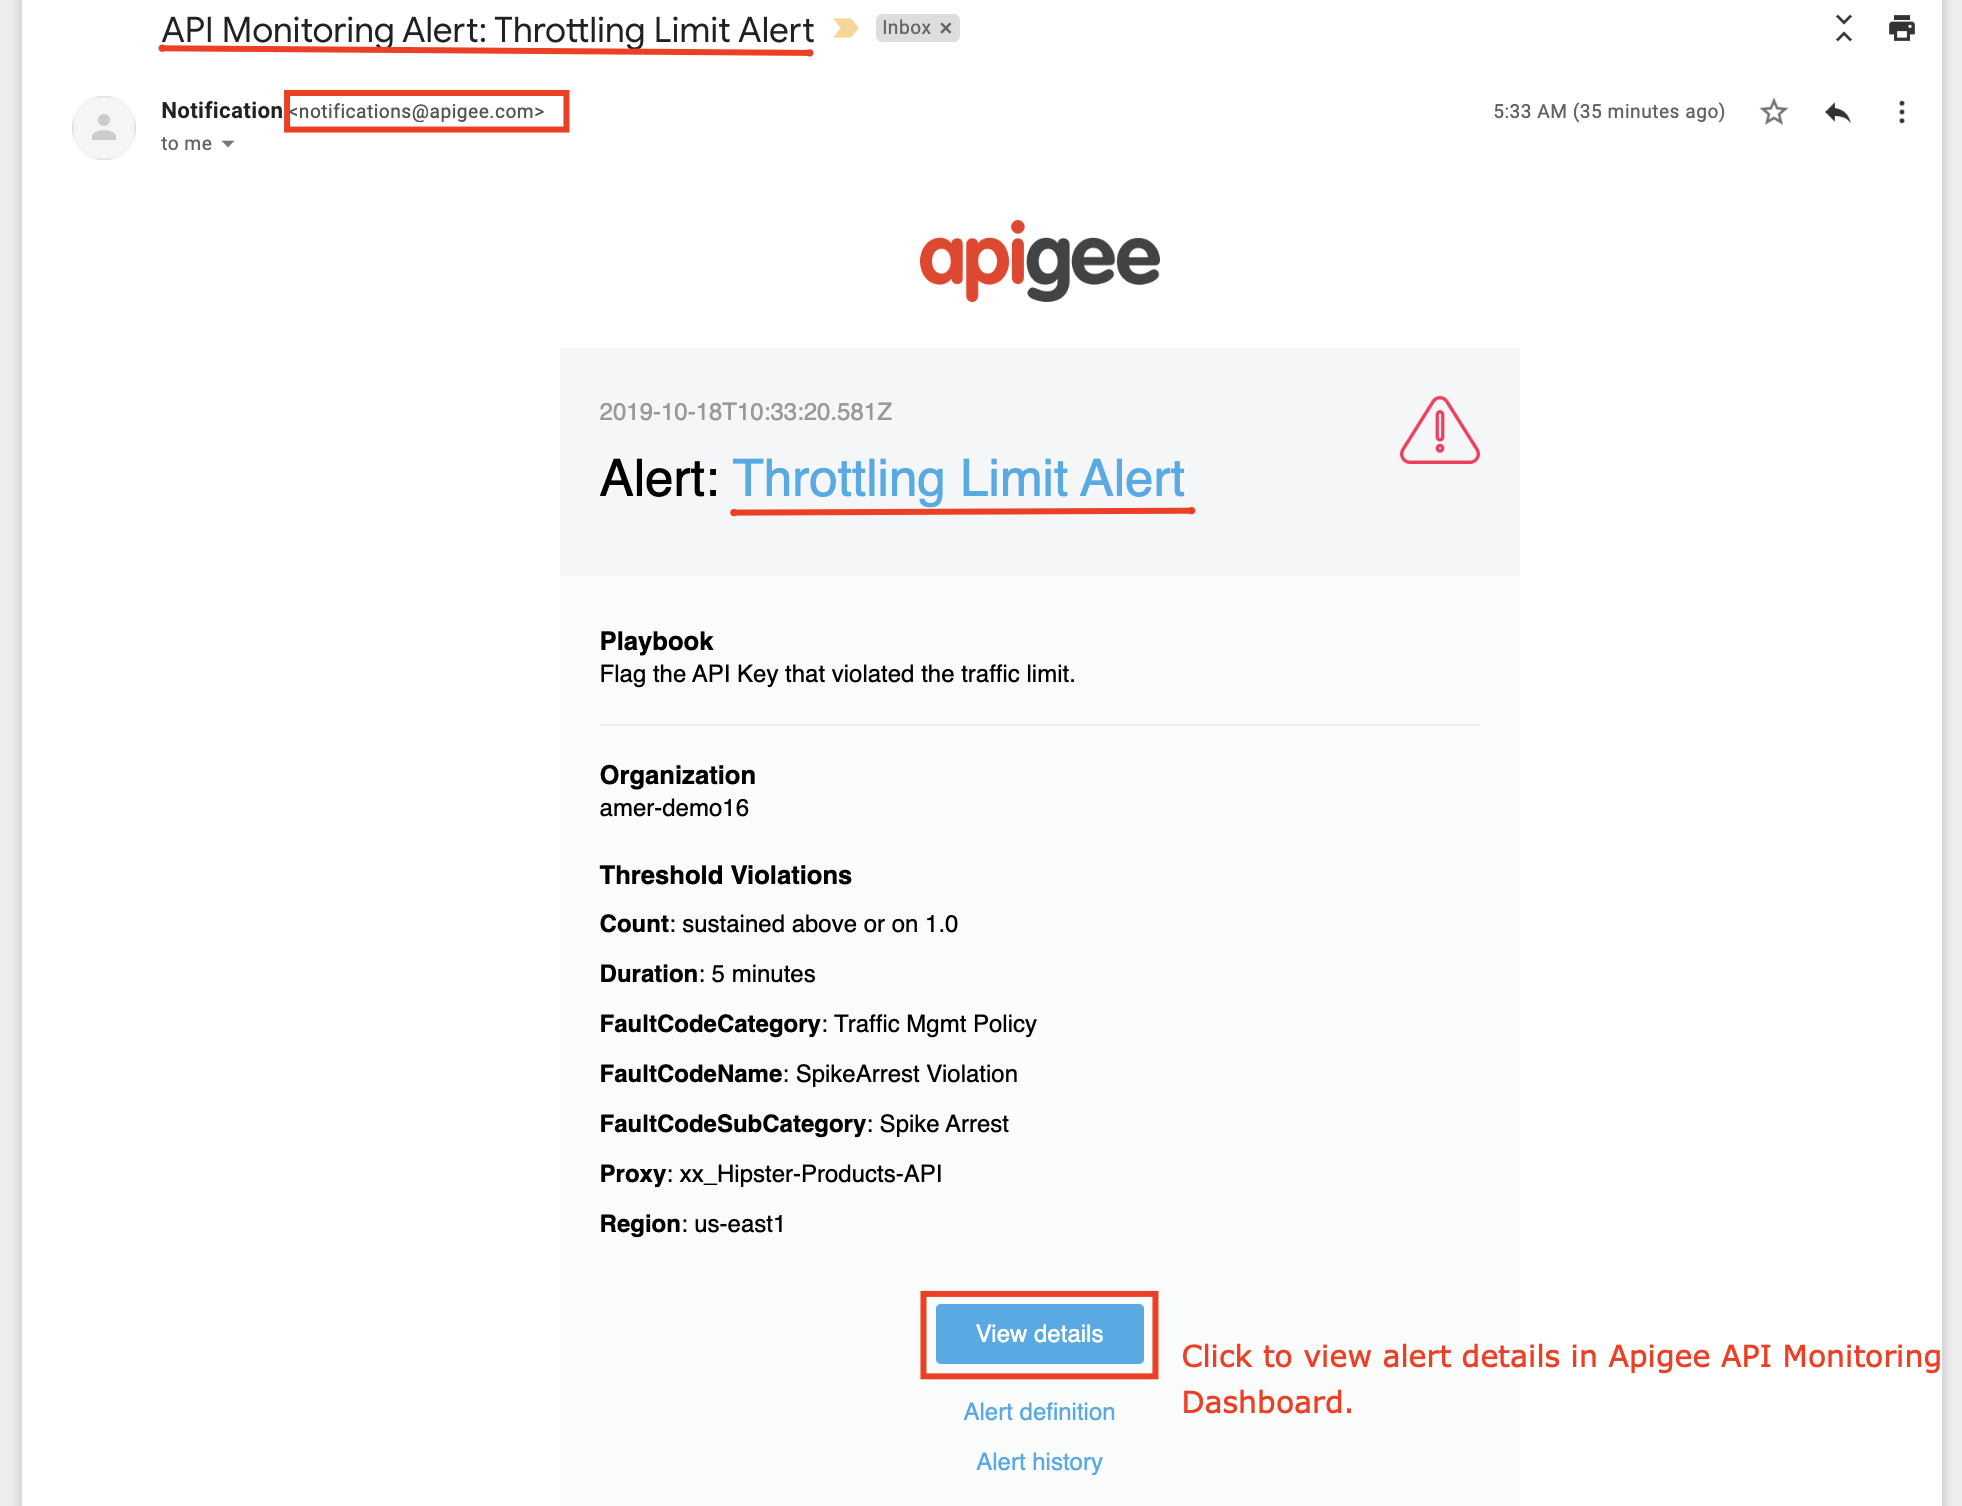 API Monitoring Alert: Throttling Limit Alert Inbox ×
Notification <notifications@apigee.com> 5:33 AM (35 minutes ago)
to me
apigee
2019-10-18T10:33:20.581Z
Alert: Throttling Limit Alert
Playbook
Flag the API Key that violated the traffic limit.
Organization
amer-demo16
Threshold Violations
Count: sustained above or on 1.0
Duration: 5 minutes
FaultCodeCategory: Traffic Mgmt Policy
FaultCodeName: SpikeArrest Violation
FaultCodeSubCategory: Spike Arrest
Proxy: xx_Hipster-Products-API
Region: us-east1
View details
Click to view alert details in Apigee API Monitoring
Dashboard.
Alert definition
Alert history